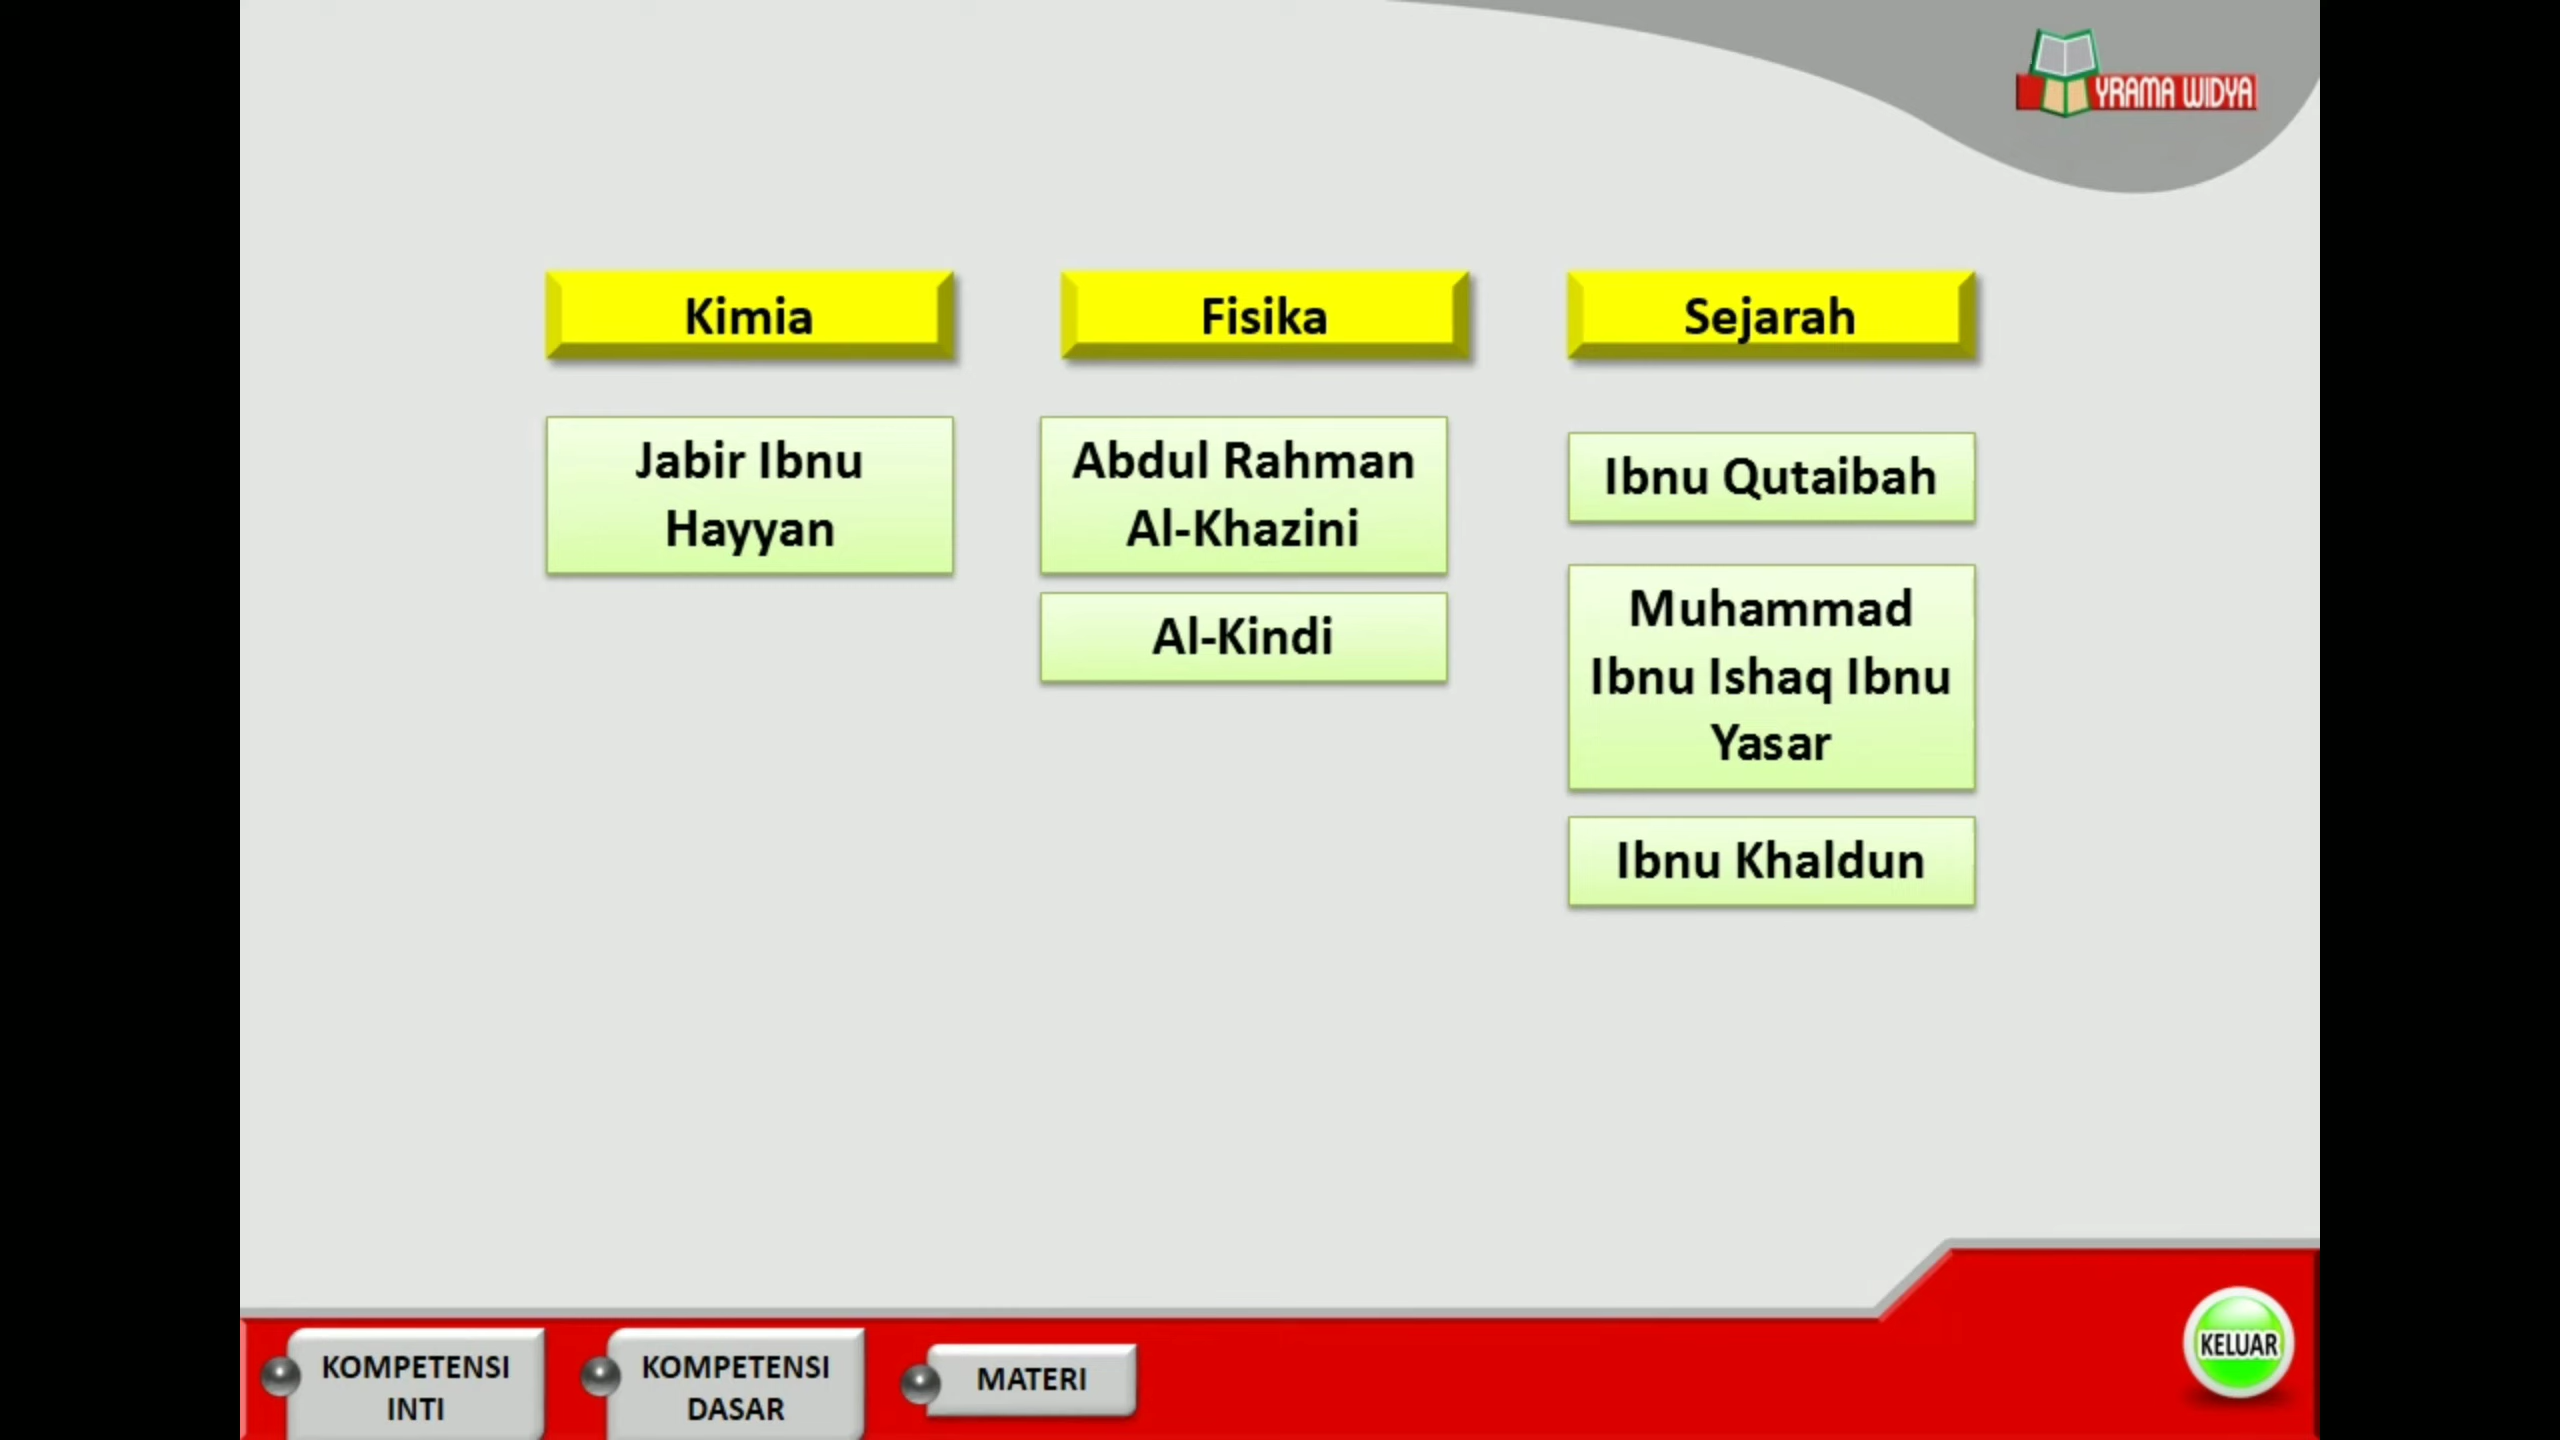 YRAMA WIDYA
Kimia
Jabir Ibnu
Hayyan
Fisika
Abdul Rahman
Al-Khazini
Al-Kindi
Sejarah
Ibnu Qutaibah
Muhammad
Ibnu Ishaq Ibnu
Yasar
Ibnu Khaldun
KOMPETENSI
INTI
KOMPETENSI
DASAR
MATERI
KELUAR